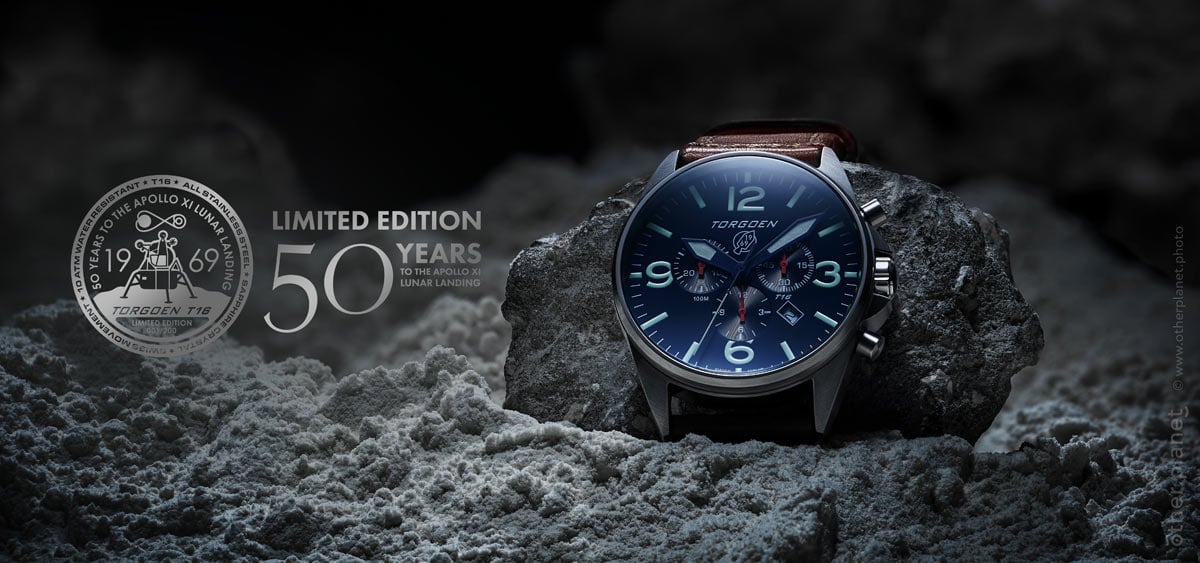 10 ATM WATER RESISTANT ★ T16 ★ ALL STAINLESS STEEL ★ SAPPHIRE CRYSTAL ★ SWISS MOVEMENT ★
50 YEARS TO THE APOLLO XI LUNAR LANDING
19 69
TORGOEN T16
LIMITED EDITION
LIMITED EDITION
50 YEARS
TO THE APOLLO XI
LUNAR LANDING
12
TORGOEN
9
20
100M
15
30
T16
3
9
3
6
otherplanet © www.otherplanet.photo